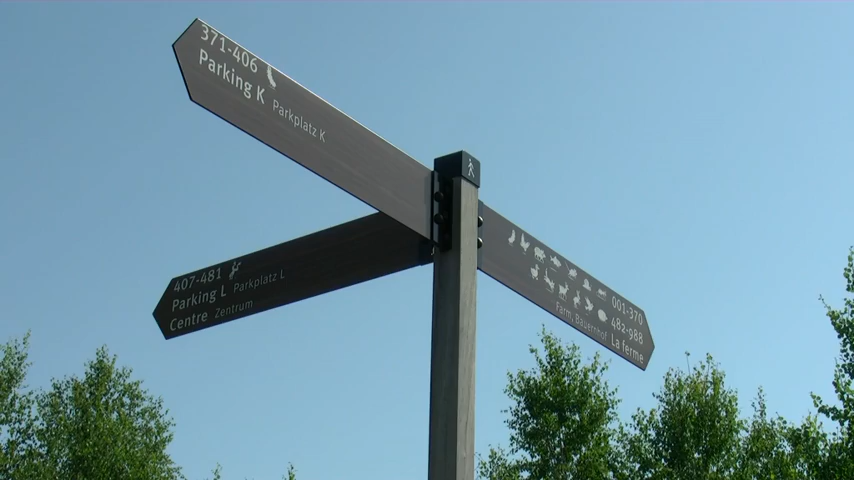 371-406
Parking K Parkplatz K
407-481
Parking L Parkplatz L
Centre Zentrum
001-370
482-988
Farm, Bauernhof La ferme